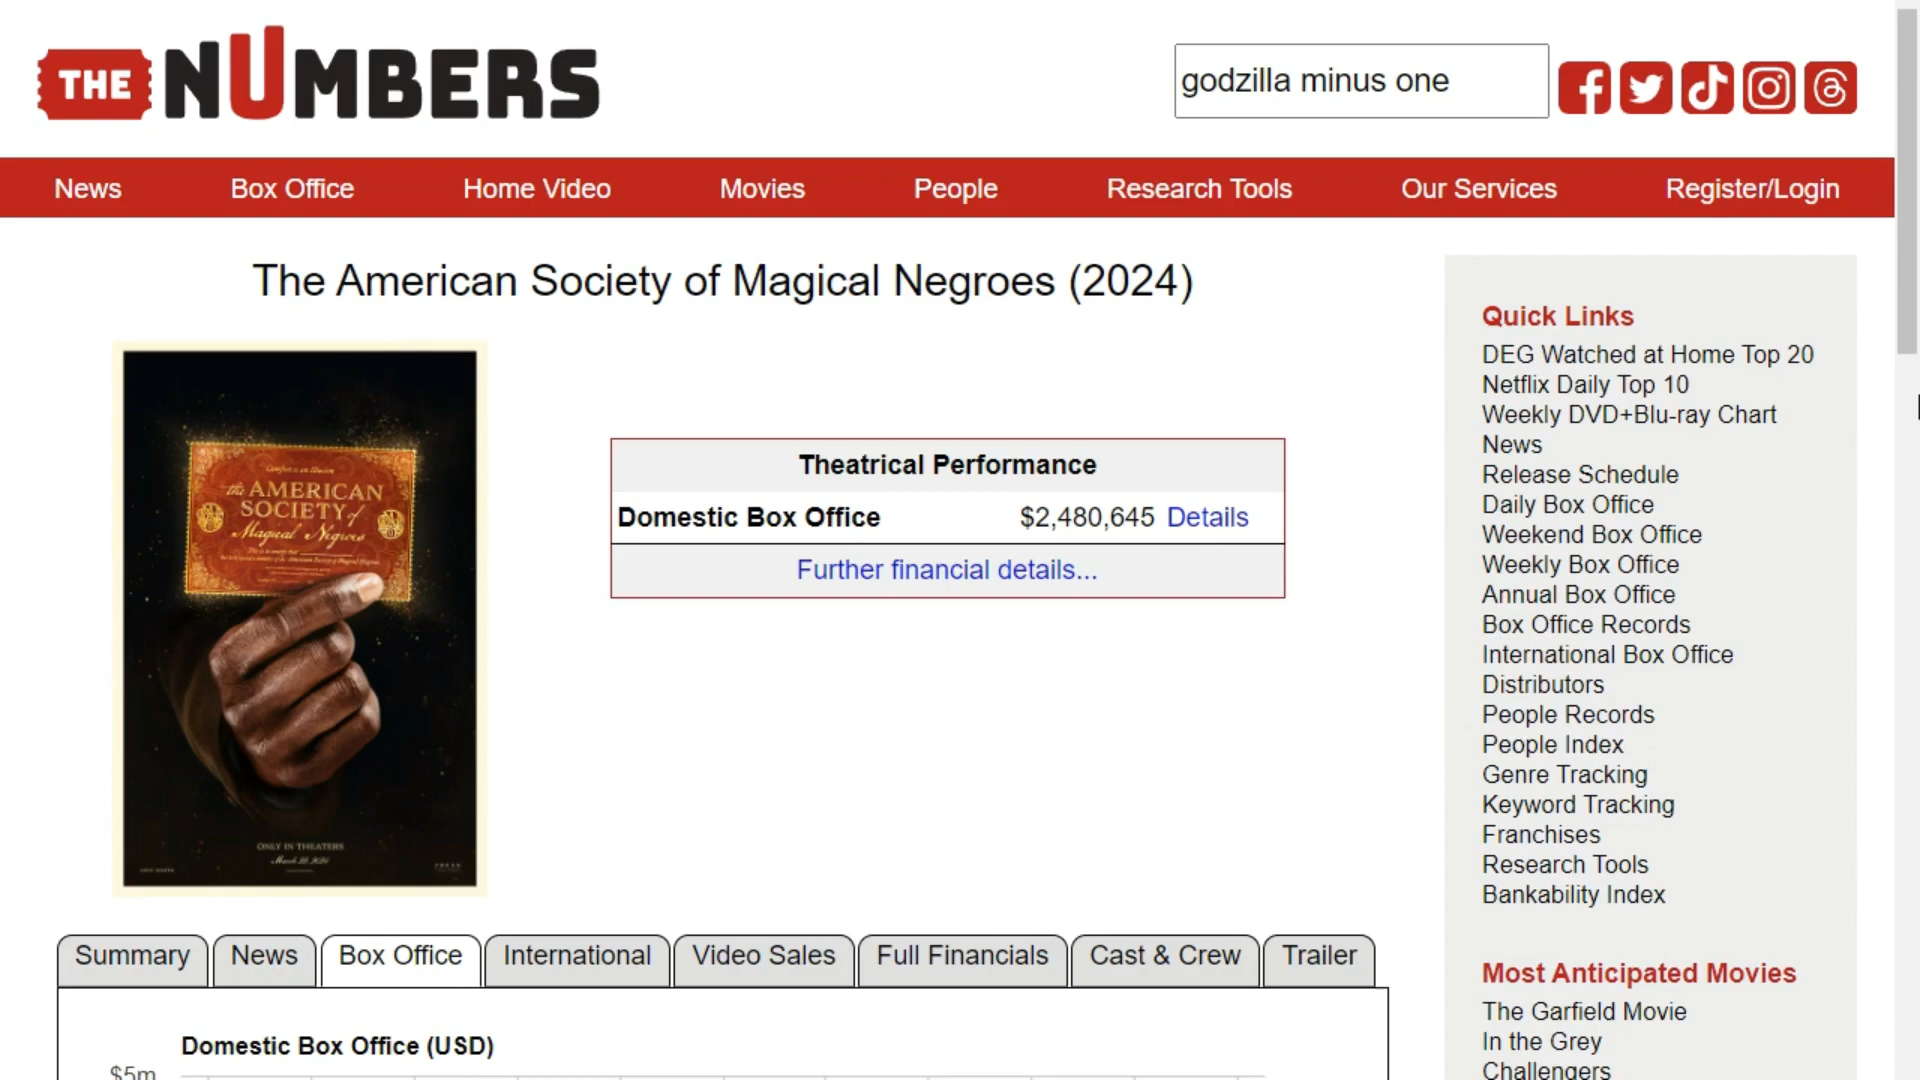 THE NUMBERS
godzilla minus one
News Box Office Home Video Movies People Research Tools Our Services Register/Login
The American Society of Magical Negroes (2024)
the AMERICAN
SOCIETY of
Magical Negroes
ONLY IN THEATERS
Theatrical Performance
Domestic Box Office $2,480,645 Details
Further financial details...
Summary News Box Office International Video Sales Full Financials Cast & Crew Trailer
Domestic Box Office (USD)
$5m
Quick Links
DEG Watched at Home Top 20
Netflix Daily Top 10
Weekly DVD+Blu-ray Chart
News
Release Schedule
Daily Box Office
Weekend Box Office
Weekly Box Office
Annual Box Office
Box Office Records
International Box Office
Distributors
People Records
People Index
Genre Tracking
Keyword Tracking
Franchises
Research Tools
Bankability Index
Most Anticipated Movies
The Garfield Movie
In the Grey
Challengers